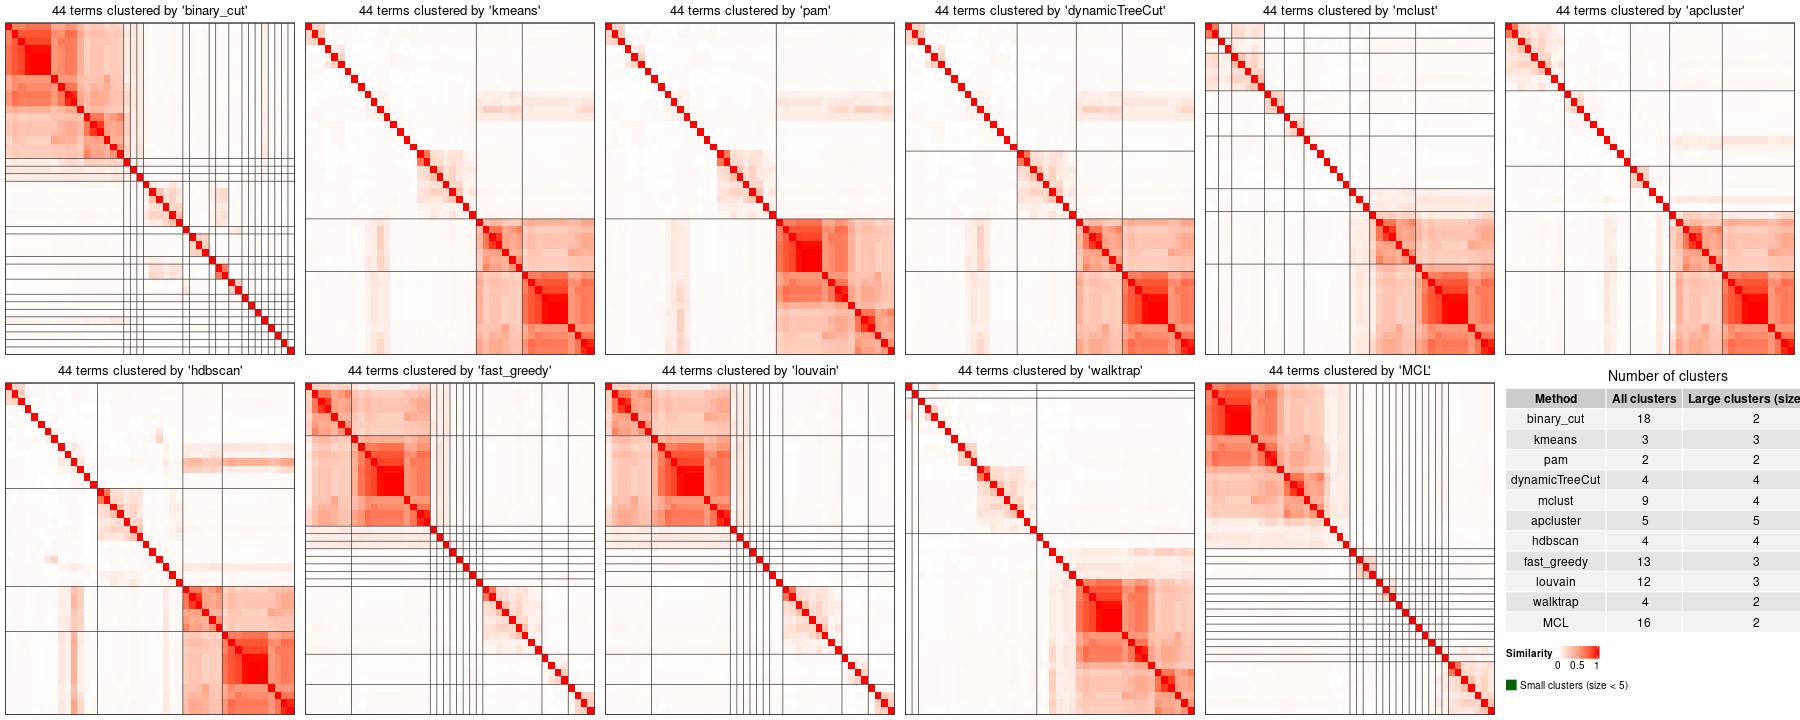 44 terms clustered by 'binary_cut'
44 terms clustered by 'kmeans'
44 terms clustered by 'pam'
44 terms clustered by 'dynamicTreeCut'
44 terms clustered by 'mclust'
44 terms clustered by 'apcluster'
44 terms clustered by 'hdbscan'
44 terms clustered by 'fast_greedy'
44 terms clustered by 'louvain'
44 terms clustered by 'walktrap'
44 terms clustered by 'MCL'
Number of clusters
Method All clusters Large clusters (size
binary_cut 18 2
kmeans 3 3
pam 2 2
dynamicTreeCut 4 4
mclust 9 4
apcluster 5 5
hdbscan 4 4
fast_greedy 13 3
louvain 12 3
walktrap 4 2
MCL 16 2
Similarity
0 0.5 1
Small clusters (size < 5)